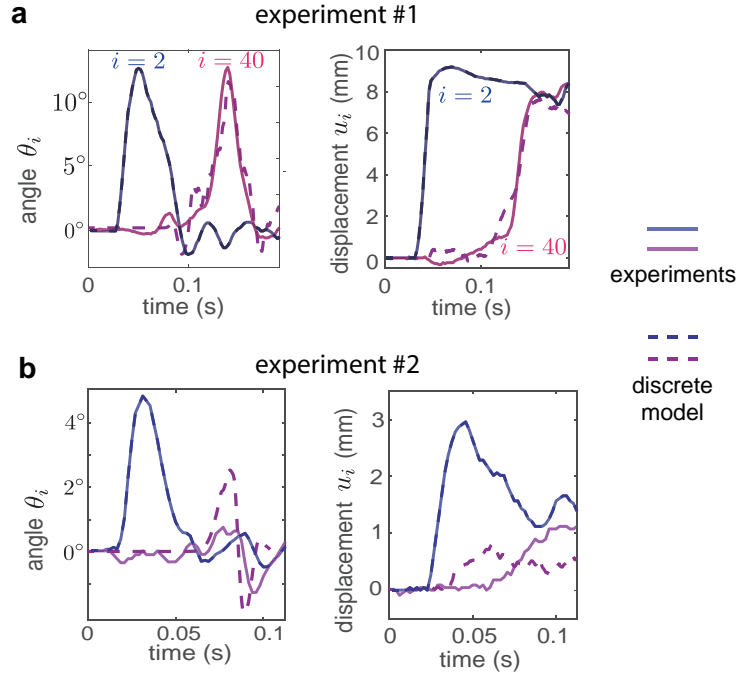 a
experiment #1
i = 2
i = 40
10°
5°
0°
angle θi
0
0.1
time (s)
10
8
6
4
2
0
displacement ui (mm)
i = 2
i = 40
0
0.1
time (s)
experiments
discrete
model
b
experiment #2
4°
2°
0°
angle θi
0
0.05
0.1
time (s)
3
2
1
0
displacement ui (mm)
0
0.05
0.1
time (s)